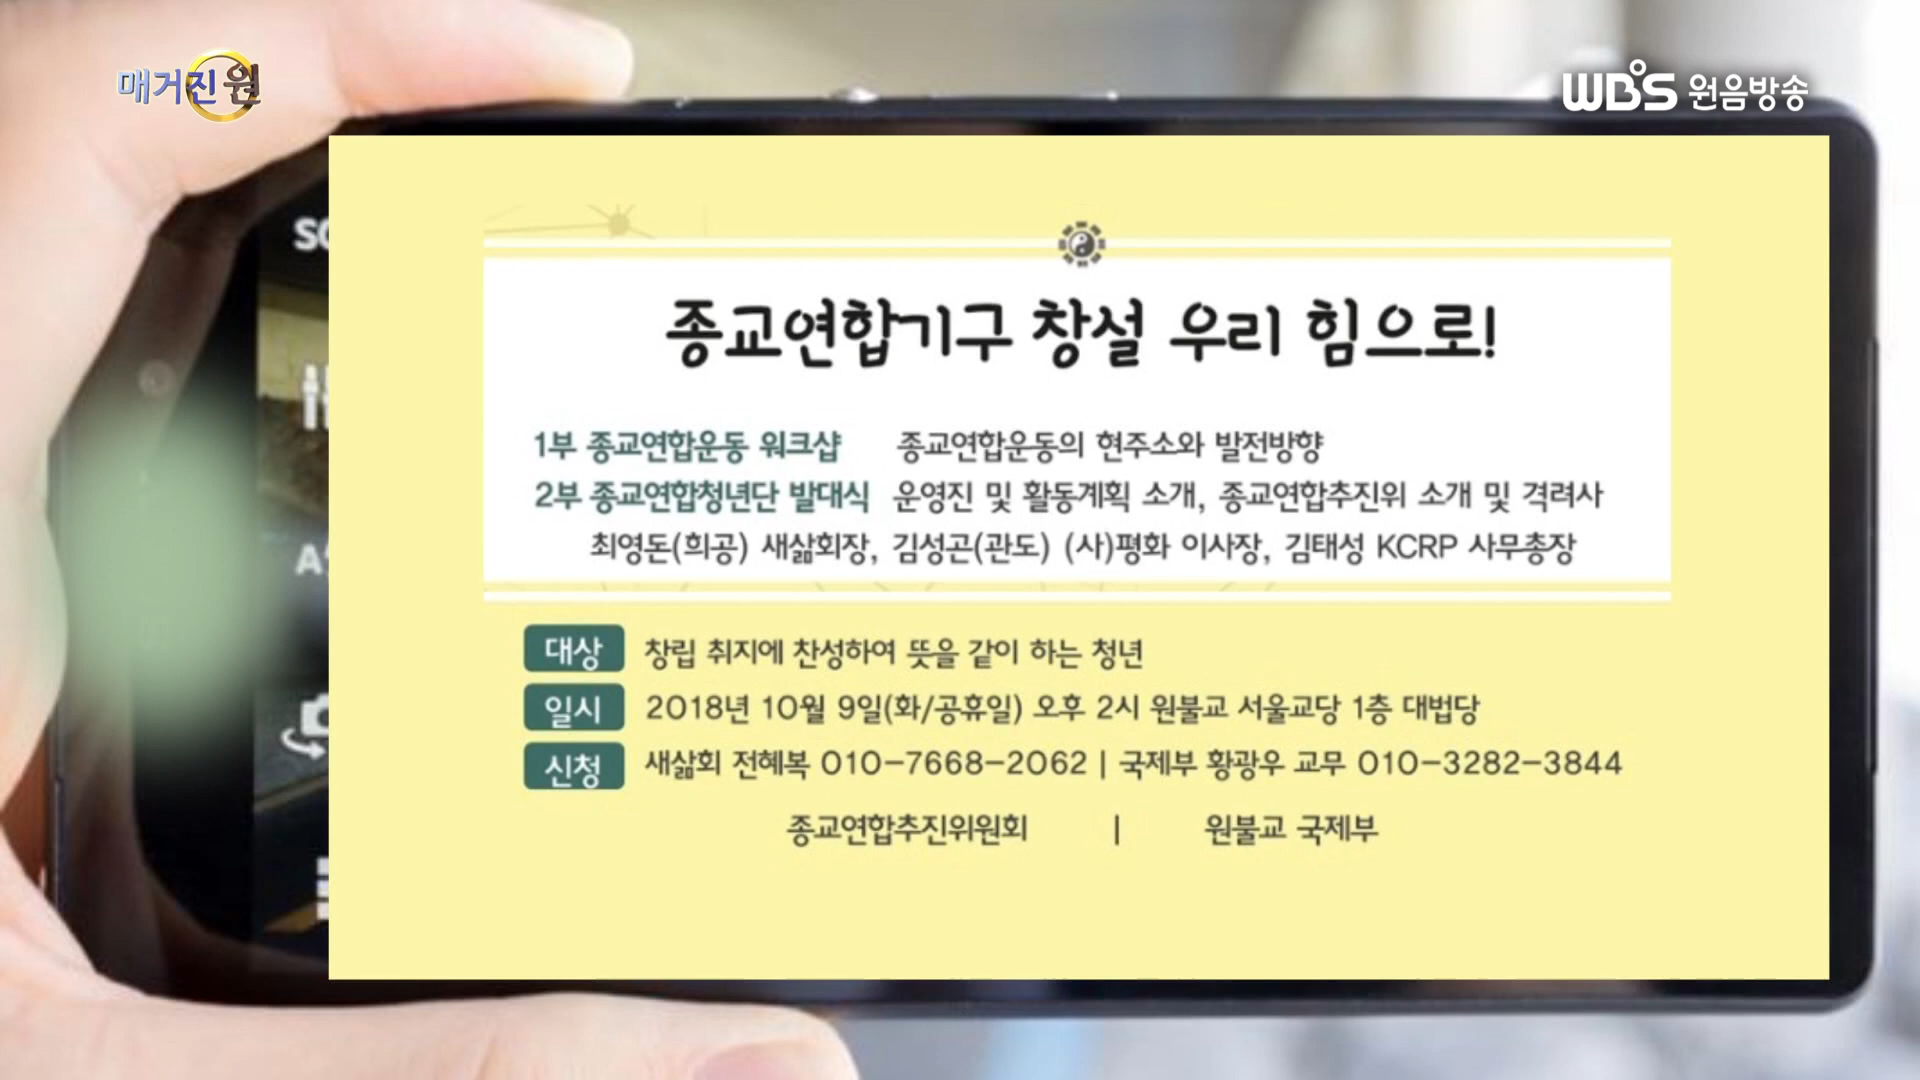 매거진원
WBS 원음방송
종교연합기구 창설 우리 힘으로!
1부 종교연합운동 워크샵 종교연합운동의 현주소와 발전방향
2부 종교연합청년단 발대식 운영진 및 활동계획 소개, 종교연합추진위 소개 및 격려사
최영돈(희공) 새삶회장, 김성곤(관도) (사)평화 이사장, 김태성 KCRP 사무총장
대상 창립 취지에 찬성하여 뜻을 같이 하는 청년
일시 2018년 10월 9일(화/공휴일) 오후 2시 원불교 서울교당 1층 대법당
신청 새삶회 전혜복 010-7668-2062 | 국제부 황광우 교무 010-3282-3844
종교연합추진위원회 | 원불교 국제부